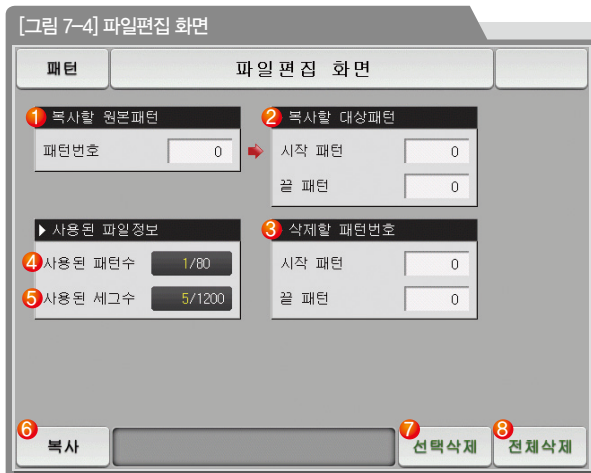 [그림 7-4] 파일편집 화면
패턴
파일편집 화면
1 복사할 원본패턴
패턴번호 0
2 복사할 대상패턴
시작 패턴 0
끝 패턴 0
▶ 사용된 파일정보
4 사용된 패턴수 1/80
5 사용된 세그수 5/1200
3 삭제할 패턴번호
시작 패턴 0
끝 패턴 0
6 복사
7 선택삭제
8 전체삭제